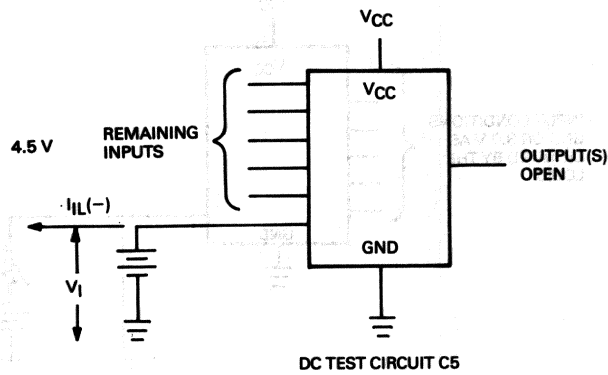 VCC
VCC
4.5 V
REMAINING
INPUTS
OUTPUT(S)
OPEN
IIL(-)
GND
VI
DC TEST CIRCUIT C5